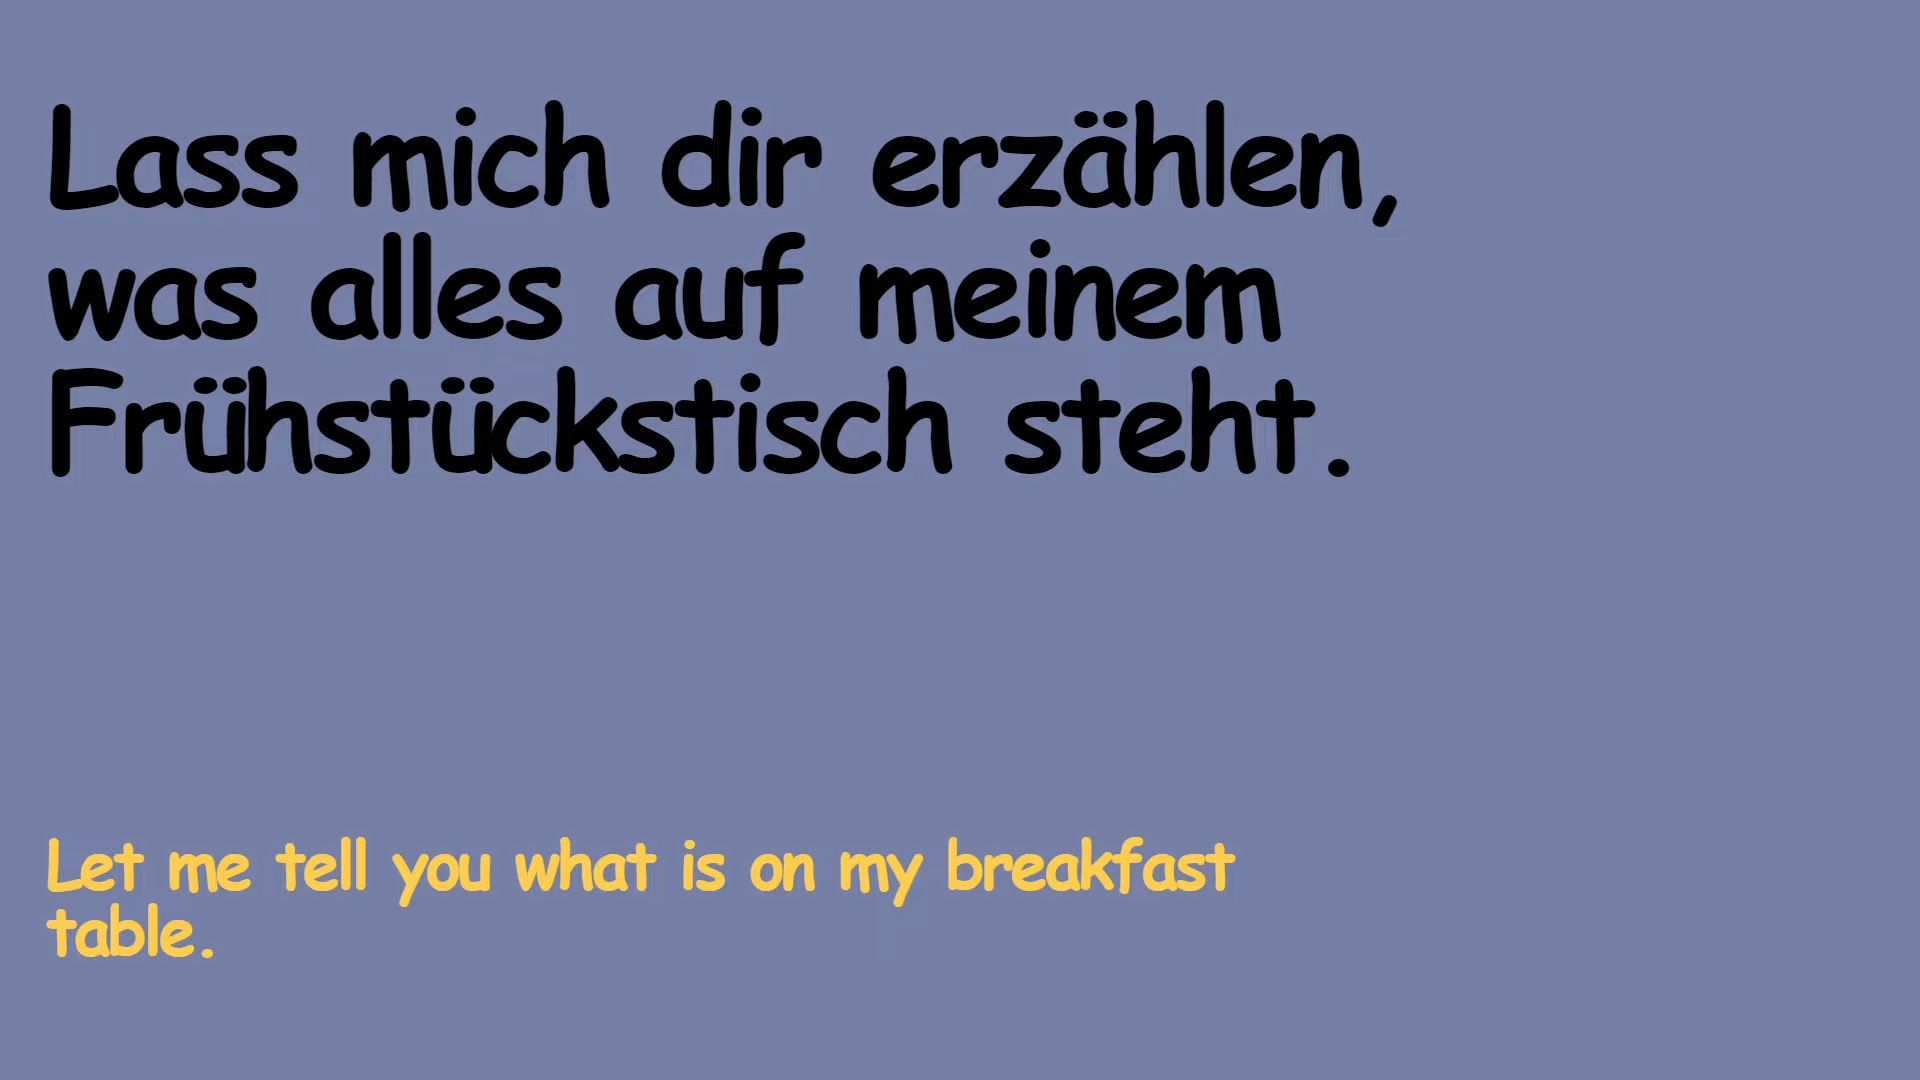 Lass mich dir erzählen,
was alles auf meinem
Frühstückstisch steht.
Let me tell you what is on my breakfast
table.